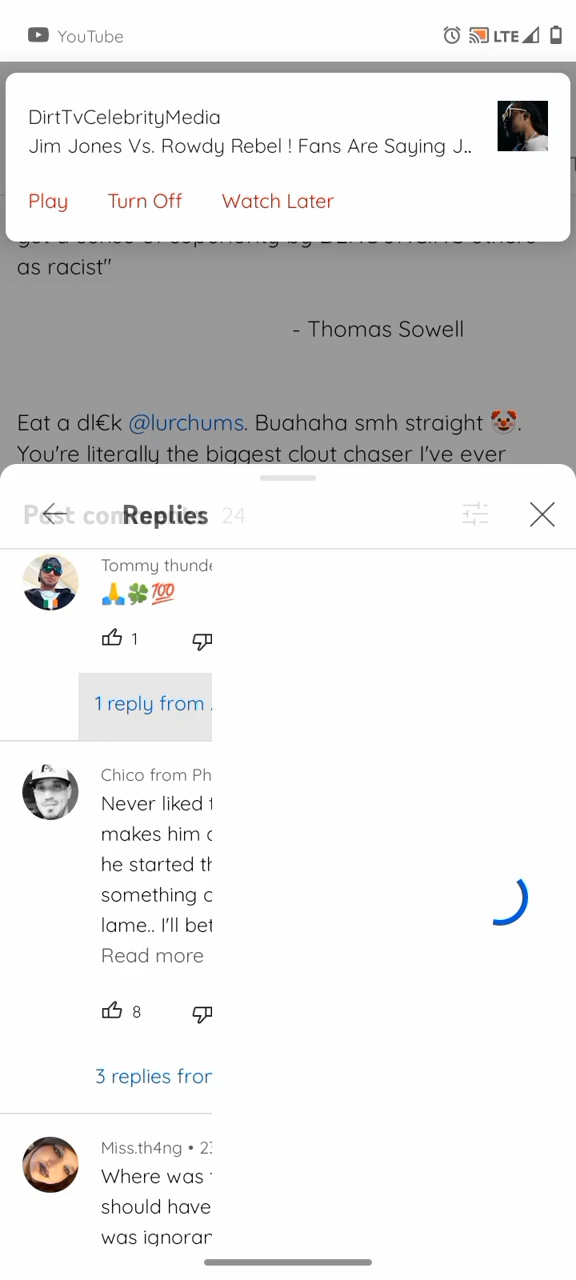 YouTube
LTE
DirtTvCelebrityMedia
Jim Jones Vs. Rowdy Rebel ! Fans Are Saying J..
Play Turn Off Watch Later
as racist"
- Thomas Sowell
Eat a dl€k @lurchums. Buahaha smh straight 🤡.
You're literally the biggest clout chaser I've ever
Replies 24
Tommy thunde
🙏🍀💯
1
1 reply from
Chico from Ph
Never liked
makes him
he started th
something
lame.. I'll bet
Read more
8
3 replies from
Miss.th4ng • 23
Where was
should have
was ignoran